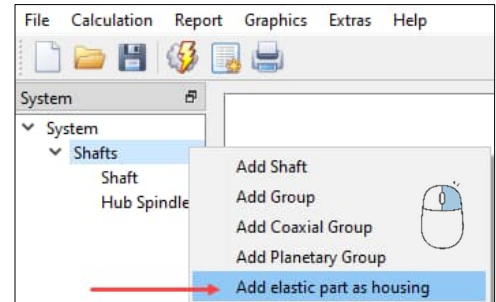 File Calculation Report Graphics Extras Help
System
System
Shafts
Shaft
Hub Spindle
Add Shaft
Add Group
Add Coaxial Group
Add Planetary Group
Add elastic part as housing